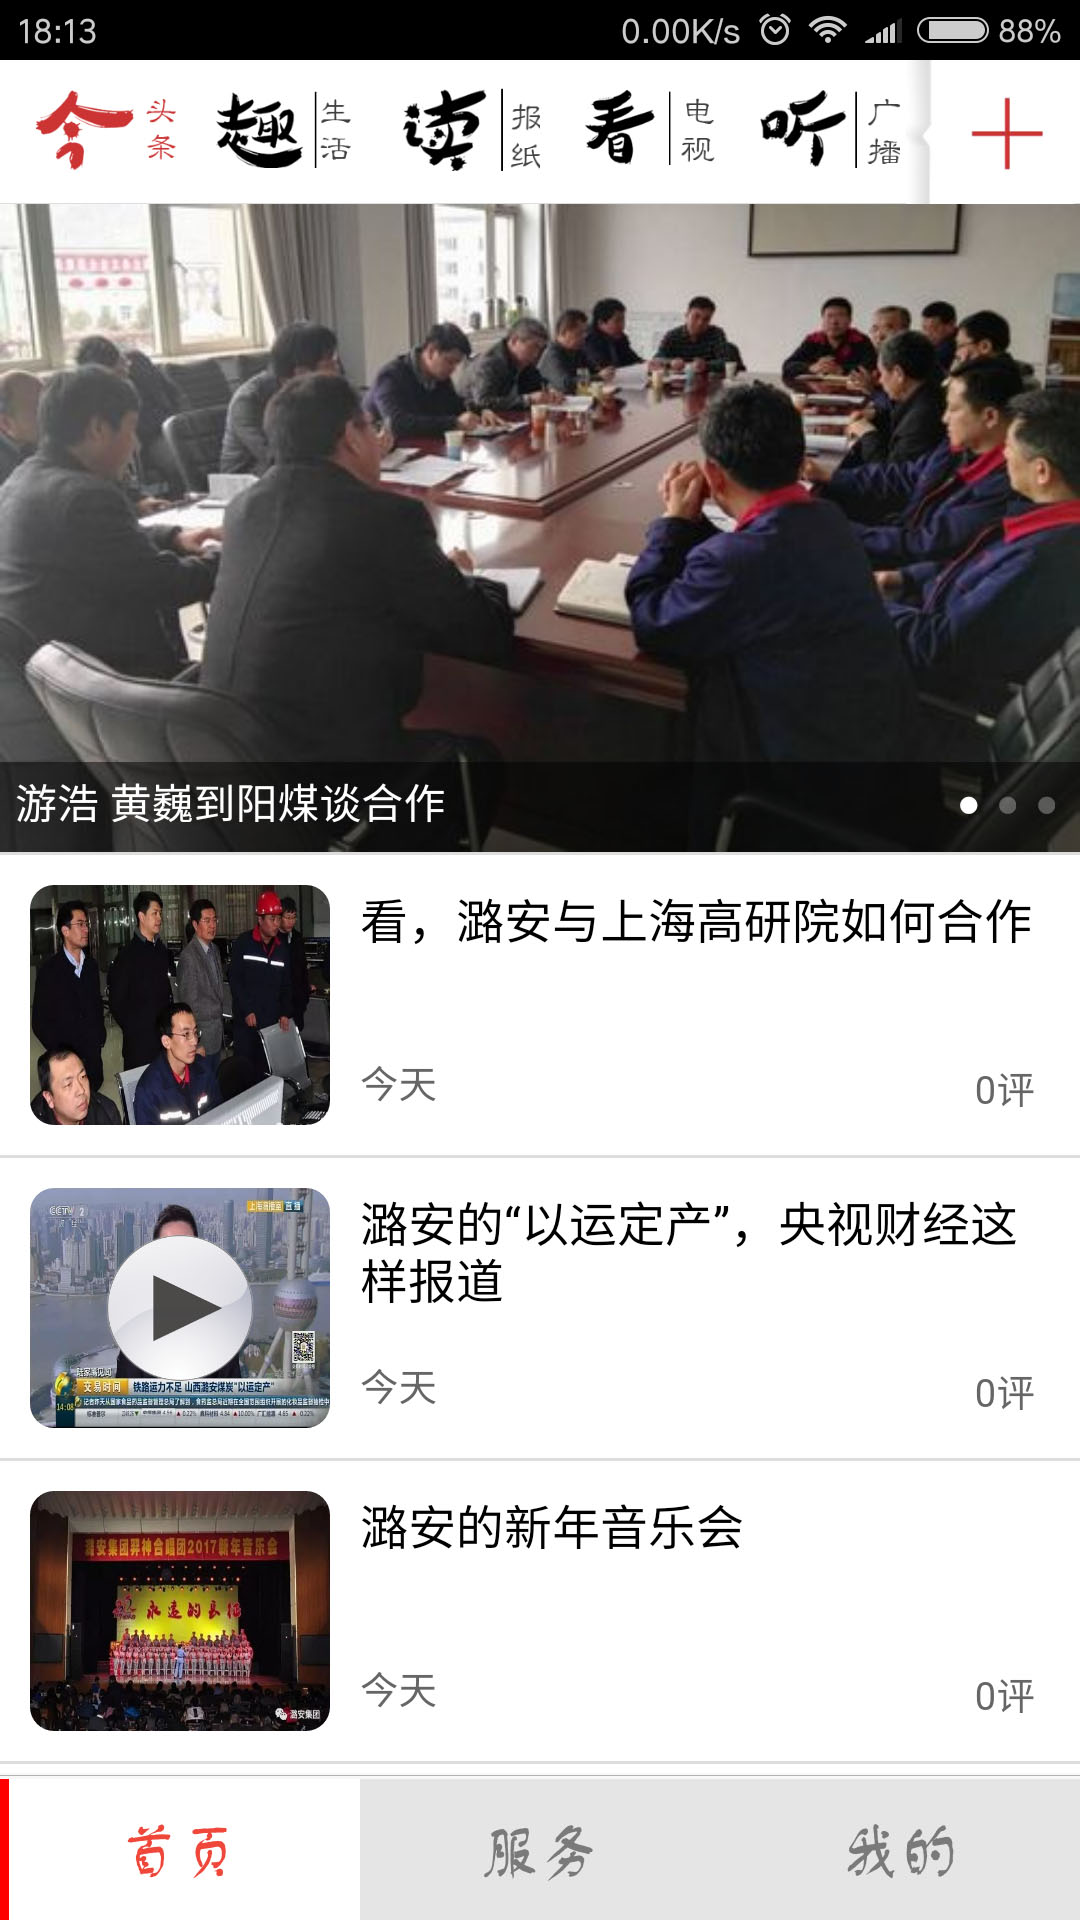 18:13 0.00K/s 88%
今 头条 趣 生活 读 报纸 看 电视 听 广播
游浩 黄巍到阳煤谈合作
看，潞安与上海高研院如何合作
今天 0评
CCTV 2
直播
潞安的“以运定产”，央视财经这
样报道
陆家嘴见闻
交易时间 铁路运力不足 山西潞安煤炭“以运定产”
14:08
今天 0评
潞安的新年音乐会
潞安集团羿神合唱团2017新年音乐会
永远的长征
潞安集团
今天 0评
首页 服务 我的